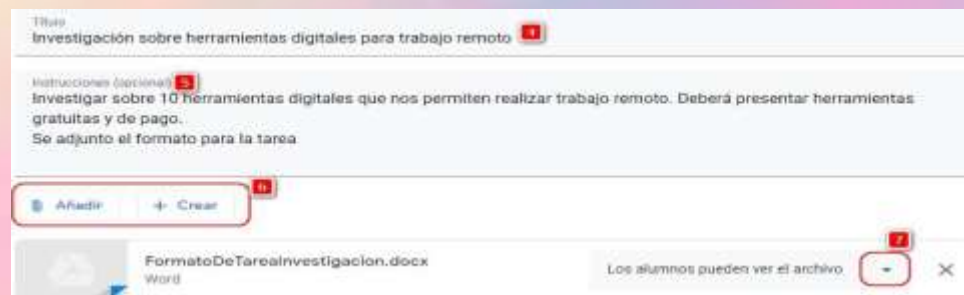 Título
Investigación sobre herramientas digitales para trabajo remoto 4
Instrucciones (opcional) 5
Investigar sobre 10 herramientas digitales que nos permiten realizar trabajo remoto. Deberá presentar herramientas
gratuitas y de pago.
Se adjunto el formato para la tarea
6
Añadir + Crear
7
FormatoDeTareaInvestigacion.docx
Word
Los alumnos pueden ver el archivo